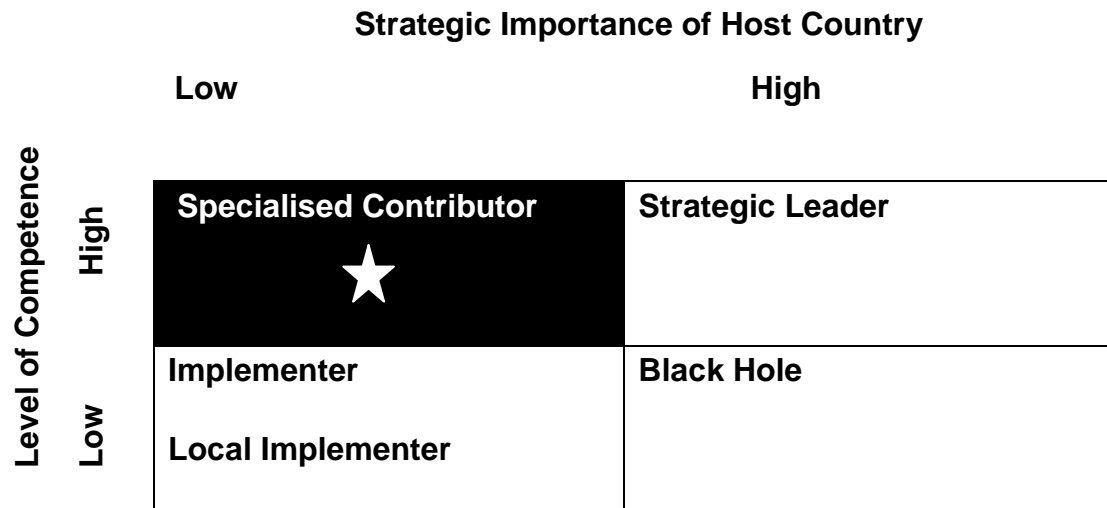 Strategic Importance of Host Country
Low High
Level of Competence
High
Specialised Contributor Strategic Leader
Low
Implementer Black Hole
Local Implementer